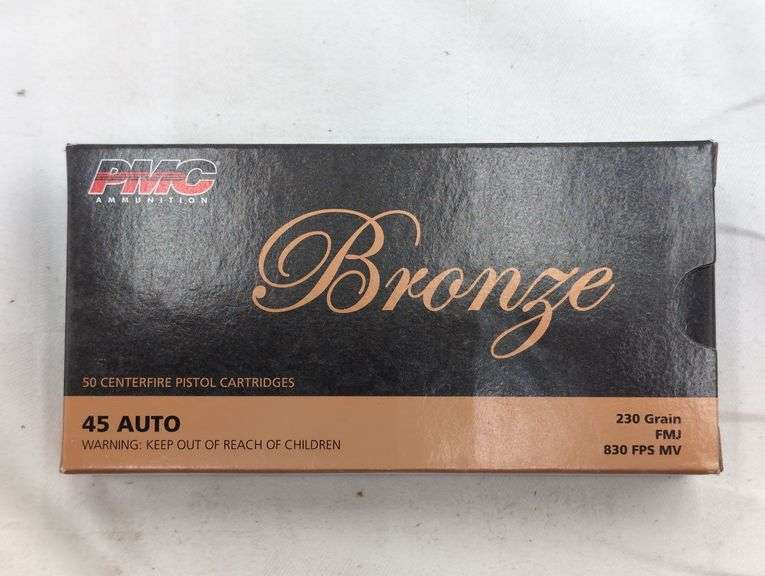 PMC
AMMUNITION
Bronze
50 CENTERFIRE PISTOL CARTRIDGES
45 AUTO
WARNING: KEEP OUT OF REACH OF CHILDREN
230 Grain
FMJ
830 FPS MV